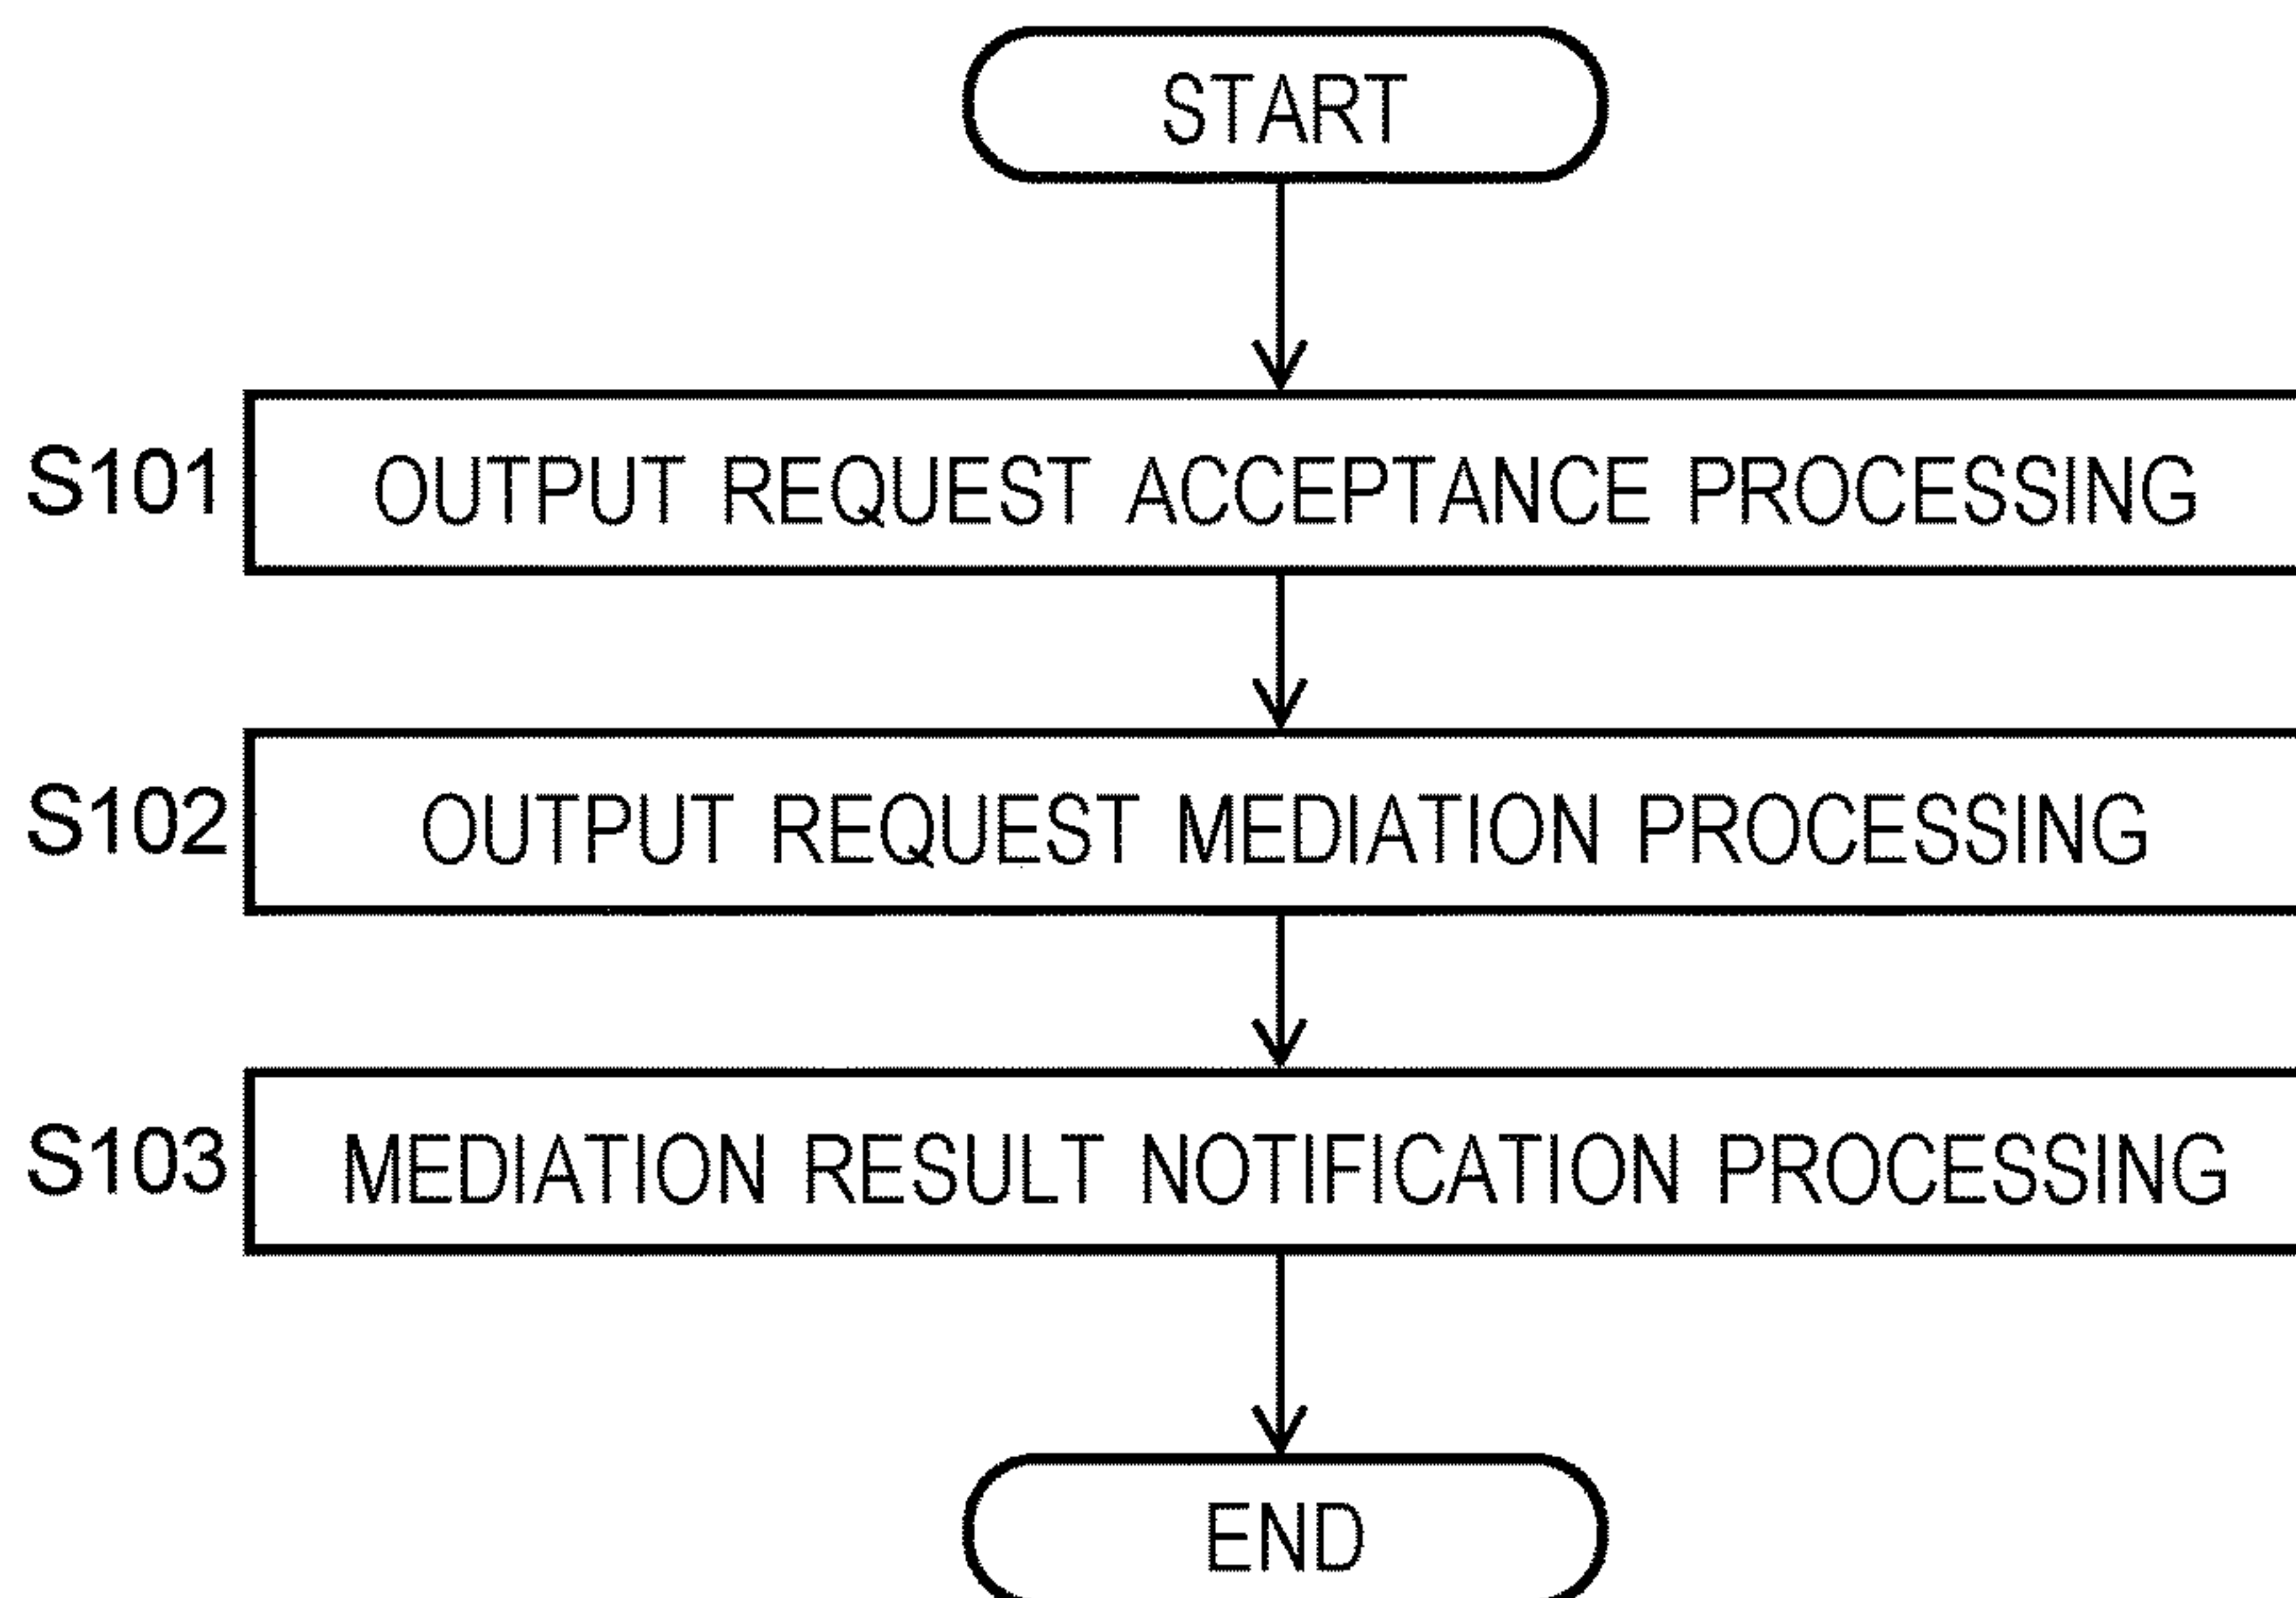 START
S101 OUTPUT REQUEST ACCEPTANCE PROCESSING
S102 OUTPUT REQUEST MEDIATION PROCESSING
S103 MEDIATION RESULT NOTIFICATION PROCESSING
END